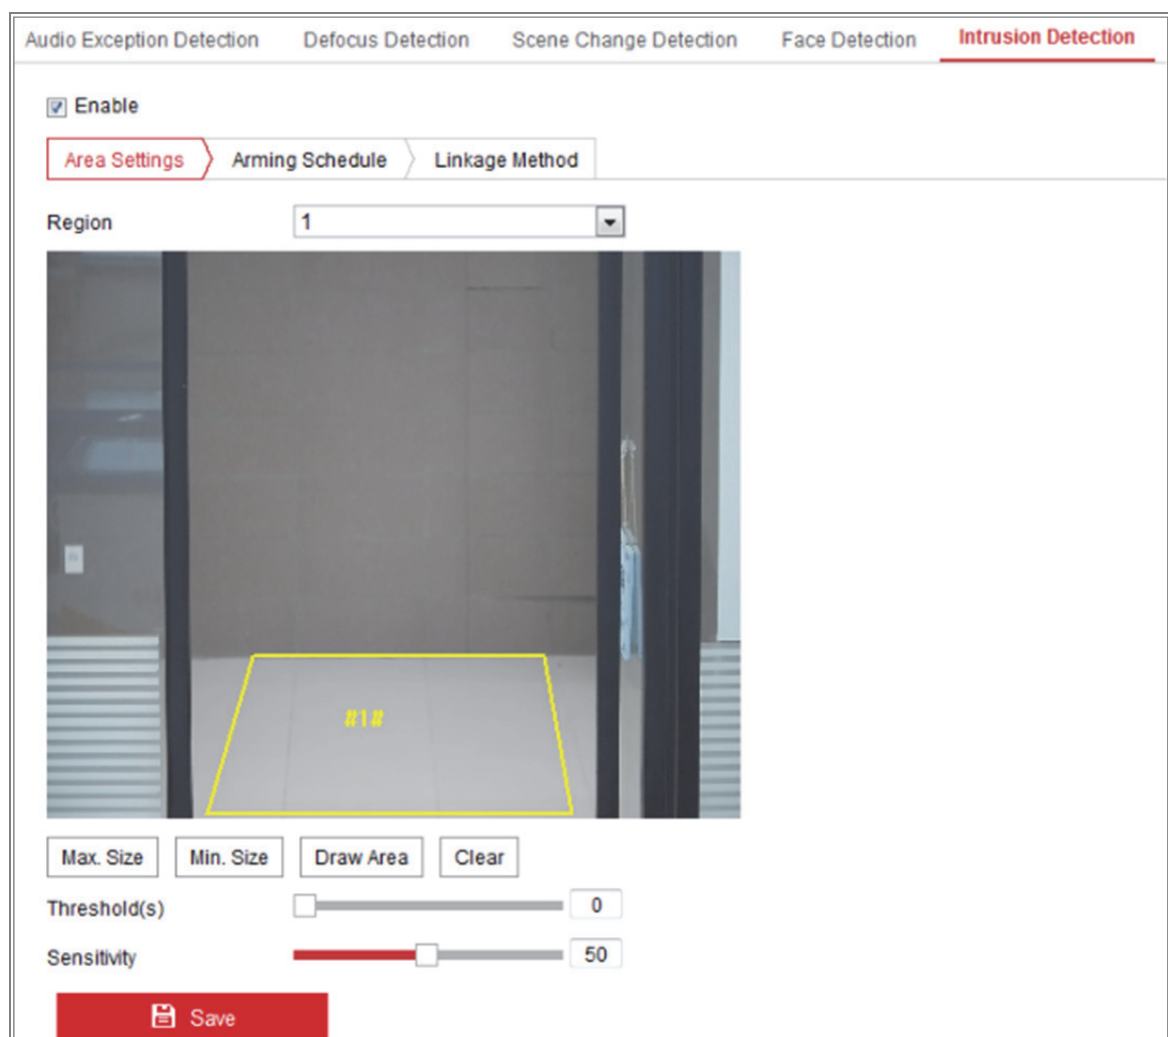 Audio Exception Detection Defocus Detection Scene Change Detection Face Detection Intrusion Detection
Enable
Area Settings Arming Schedule Linkage Method
Region 1
#1#
Max. Size Min. Size Draw Area Clear
Threshold(s) 0
Sensitivity 50
Save